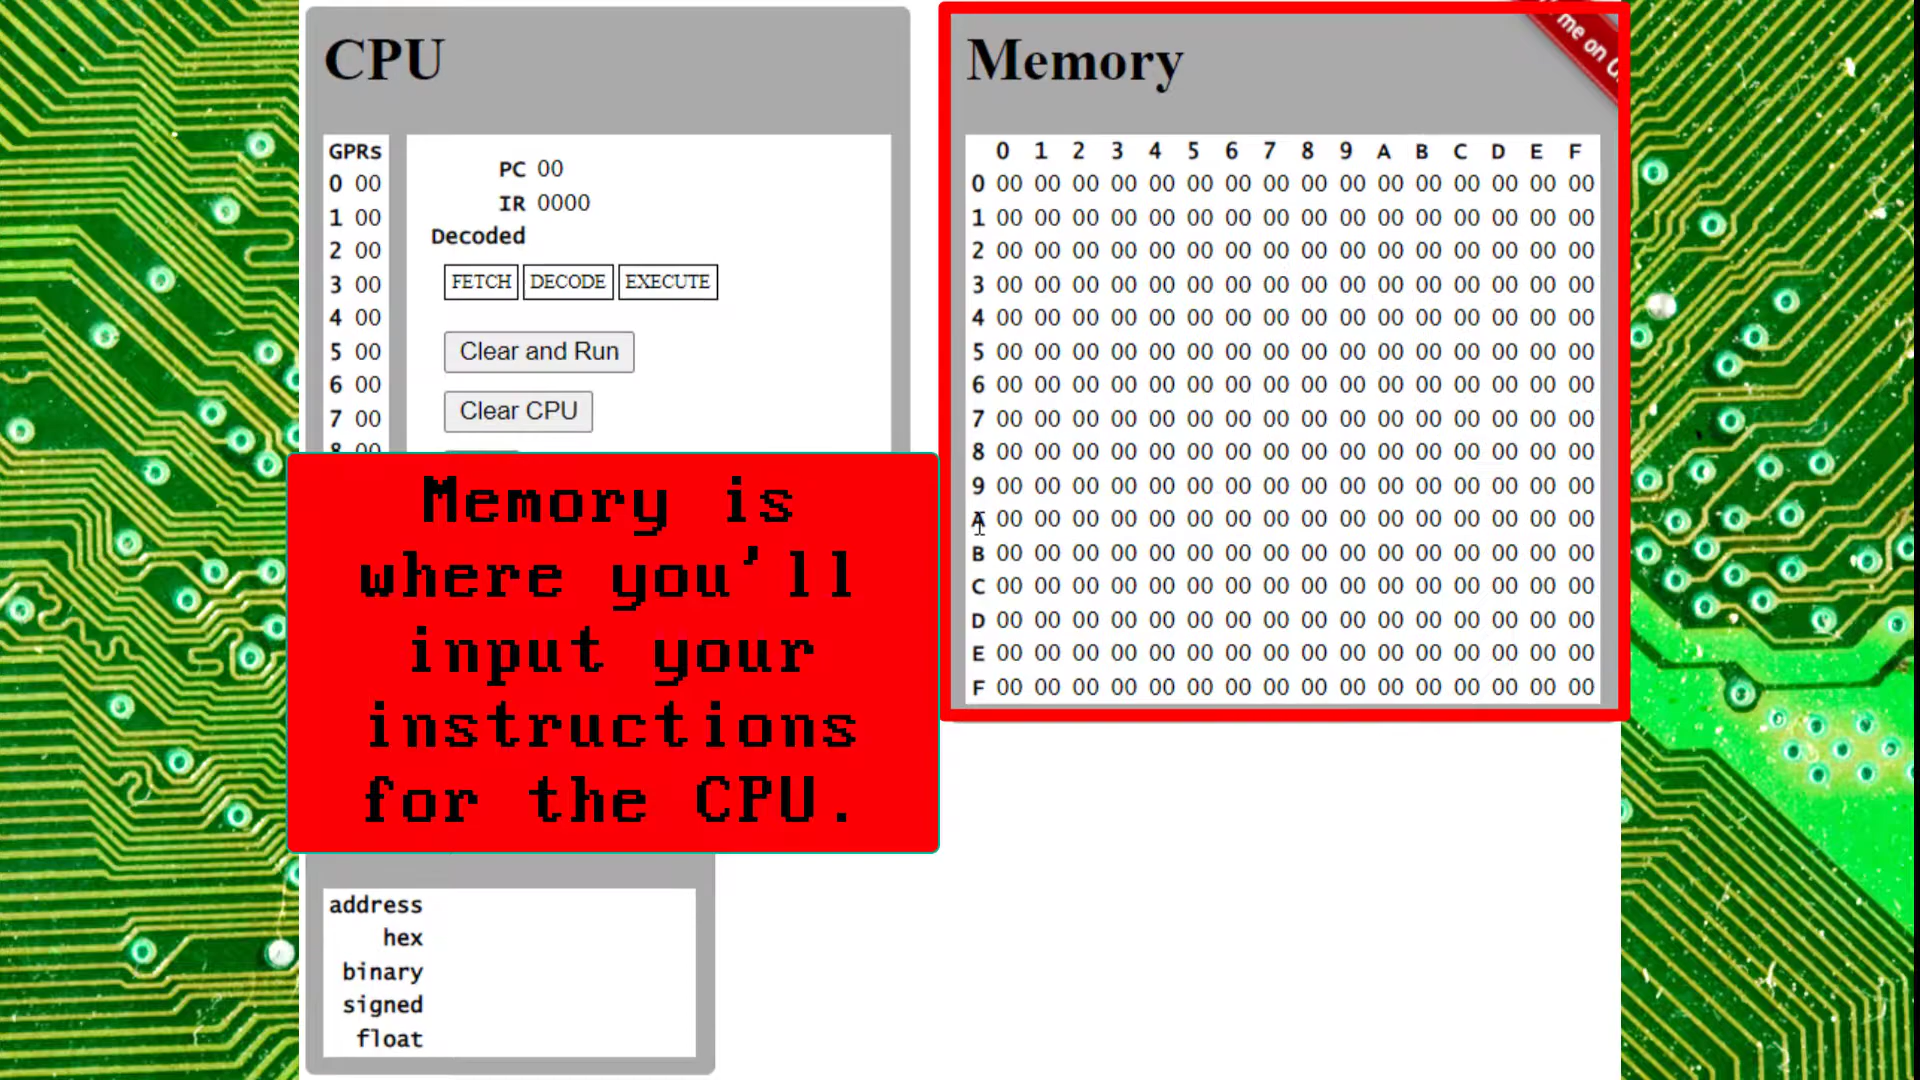 CPU
GPRs
0 00
1 00
2 00
3 00
4 00
5 00
6 00
7 00
8 00
PC 00
IR 0000
Decoded
FETCH DECODE EXECUTE
Clear and Run
Clear CPU
Memory is
where you'll
input your
instructions
for the CPU.
address
hex
binary
signed
float
Memory
me on
0 1 2 3 4 5 6 7 8 9 A B C D E F
0 00 00 00 00 00 00 00 00 00 00 00 00 00 00 00 00
1 00 00 00 00 00 00 00 00 00 00 00 00 00 00 00 00
2 00 00 00 00 00 00 00 00 00 00 00 00 00 00 00 00
3 00 00 00 00 00 00 00 00 00 00 00 00 00 00 00 00
4 00 00 00 00 00 00 00 00 00 00 00 00 00 00 00 00
5 00 00 00 00 00 00 00 00 00 00 00 00 00 00 00 00
6 00 00 00 00 00 00 00 00 00 00 00 00 00 00 00 00
7 00 00 00 00 00 00 00 00 00 00 00 00 00 00 00 00
8 00 00 00 00 00 00 00 00 00 00 00 00 00 00 00 00
9 00 00 00 00 00 00 00 00 00 00 00 00 00 00 00 00
A 00 00 00 00 00 00 00 00 00 00 00 00 00 00 00 00
B 00 00 00 00 00 00 00 00 00 00 00 00 00 00 00 00
C 00 00 00 00 00 00 00 00 00 00 00 00 00 00 00 00
D 00 00 00 00 00 00 00 00 00 00 00 00 00 00 00 00
E 00 00 00 00 00 00 00 00 00 00 00 00 00 00 00 00
F 00 00 00 00 00 00 00 00 00 00 00 00 00 00 00 00